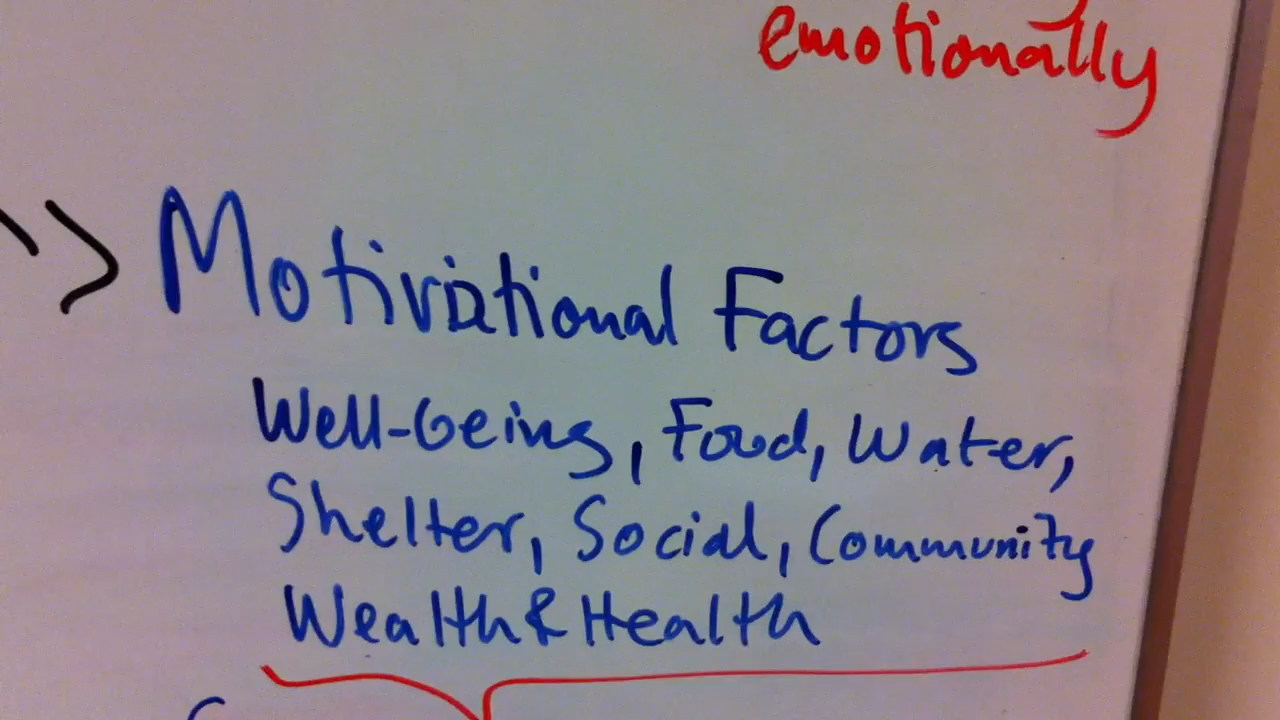 emotionally
Motivational Factors
Well-being, Food, Water,
Shelter, Social, Community
Wealth & Health